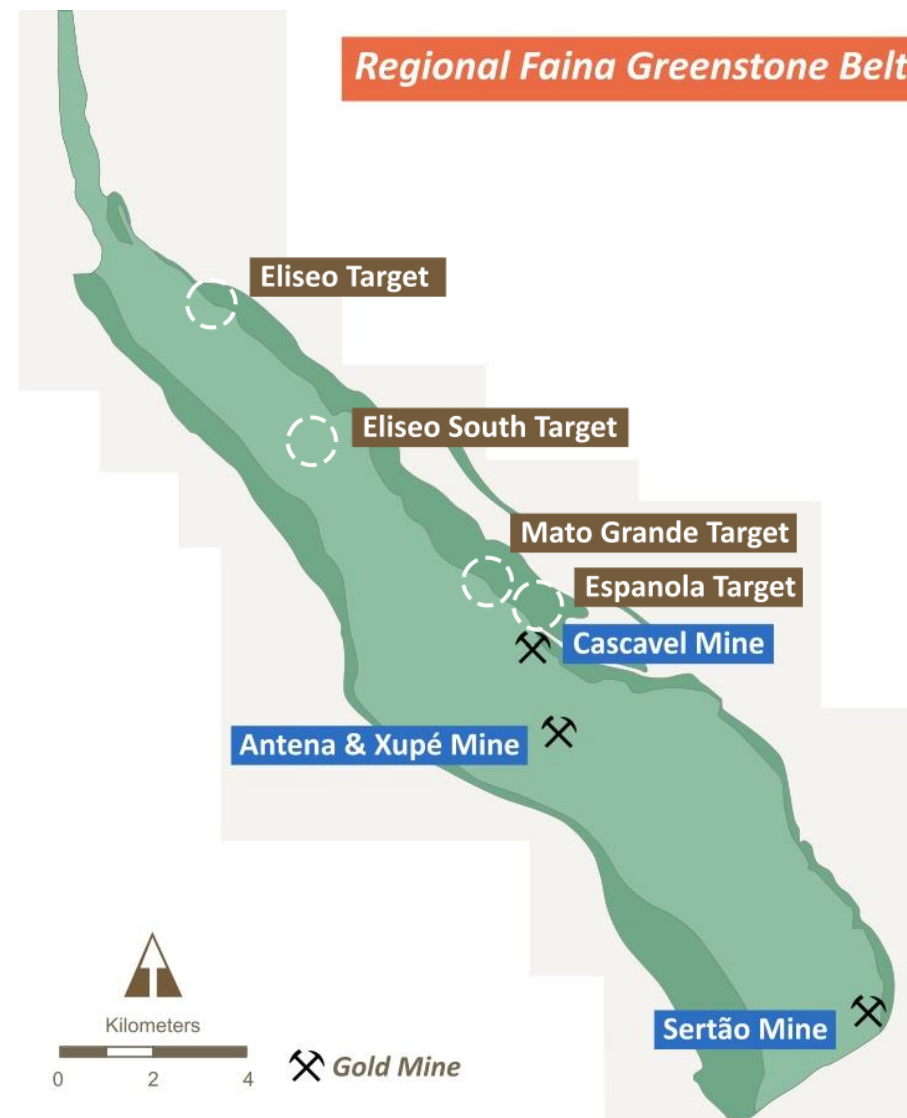 Regional Faina Greenstone Belt
Eliseo Target
Eliseo South Target
Mato Grande Target
Espanola Target
Cascavel Mine
Antena & Xupé Mine
Sertão Mine
Kilometers
0 2 4
Gold Mine